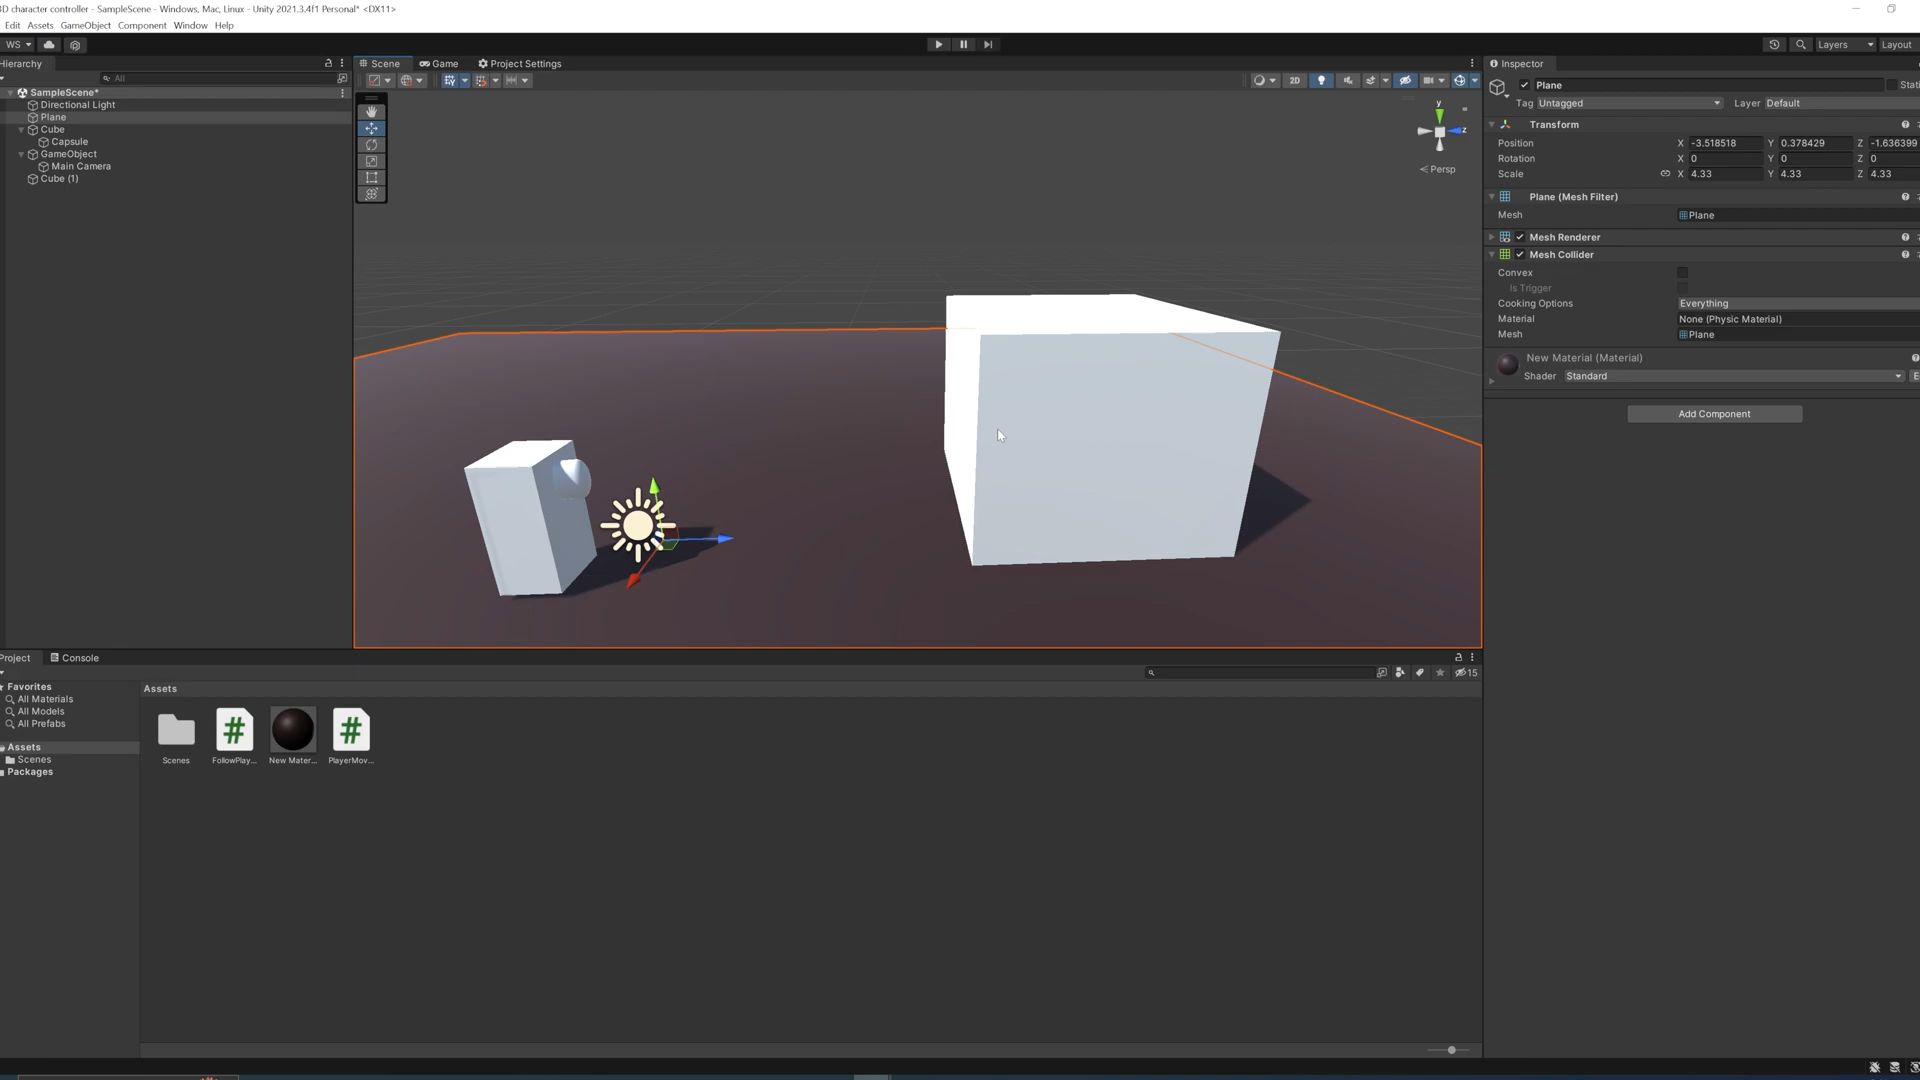 3D character controller - SampleScene - Windows, Mac, Linux - Unity 2021.3.4f1 Personal* <DX11>
Edit Assets GameObject Component Window Help
WS
Layers
Layout
Hierarchy
All
SampleScene*
Directional Light
Plane
Cube
Capsule
GameObject
Main Camera
Cube (1)
Scene Game Project Settings
2D
y
z
Persp
Inspector
Plane
Stati
Tag Untagged Layer Default
Transform
Position X -3.518518 Y 0.378429 Z -1.636399
Rotation X 0 Y 0 Z 0
Scale X 4.33 Y 4.33 Z 4.33
Plane (Mesh Filter)
Mesh Plane
Mesh Renderer
Mesh Collider
Convex
Is Trigger
Cooking Options Everything
Material None (Physic Material)
Mesh Plane
New Material (Material)
Shader Standard E
Add Component
Project Console
15
Favorites
All Materials
All Models
All Prefabs
Assets
Scenes
Packages
Assets
Scenes
FollowPlay...
New Mater...
PlayerMov...